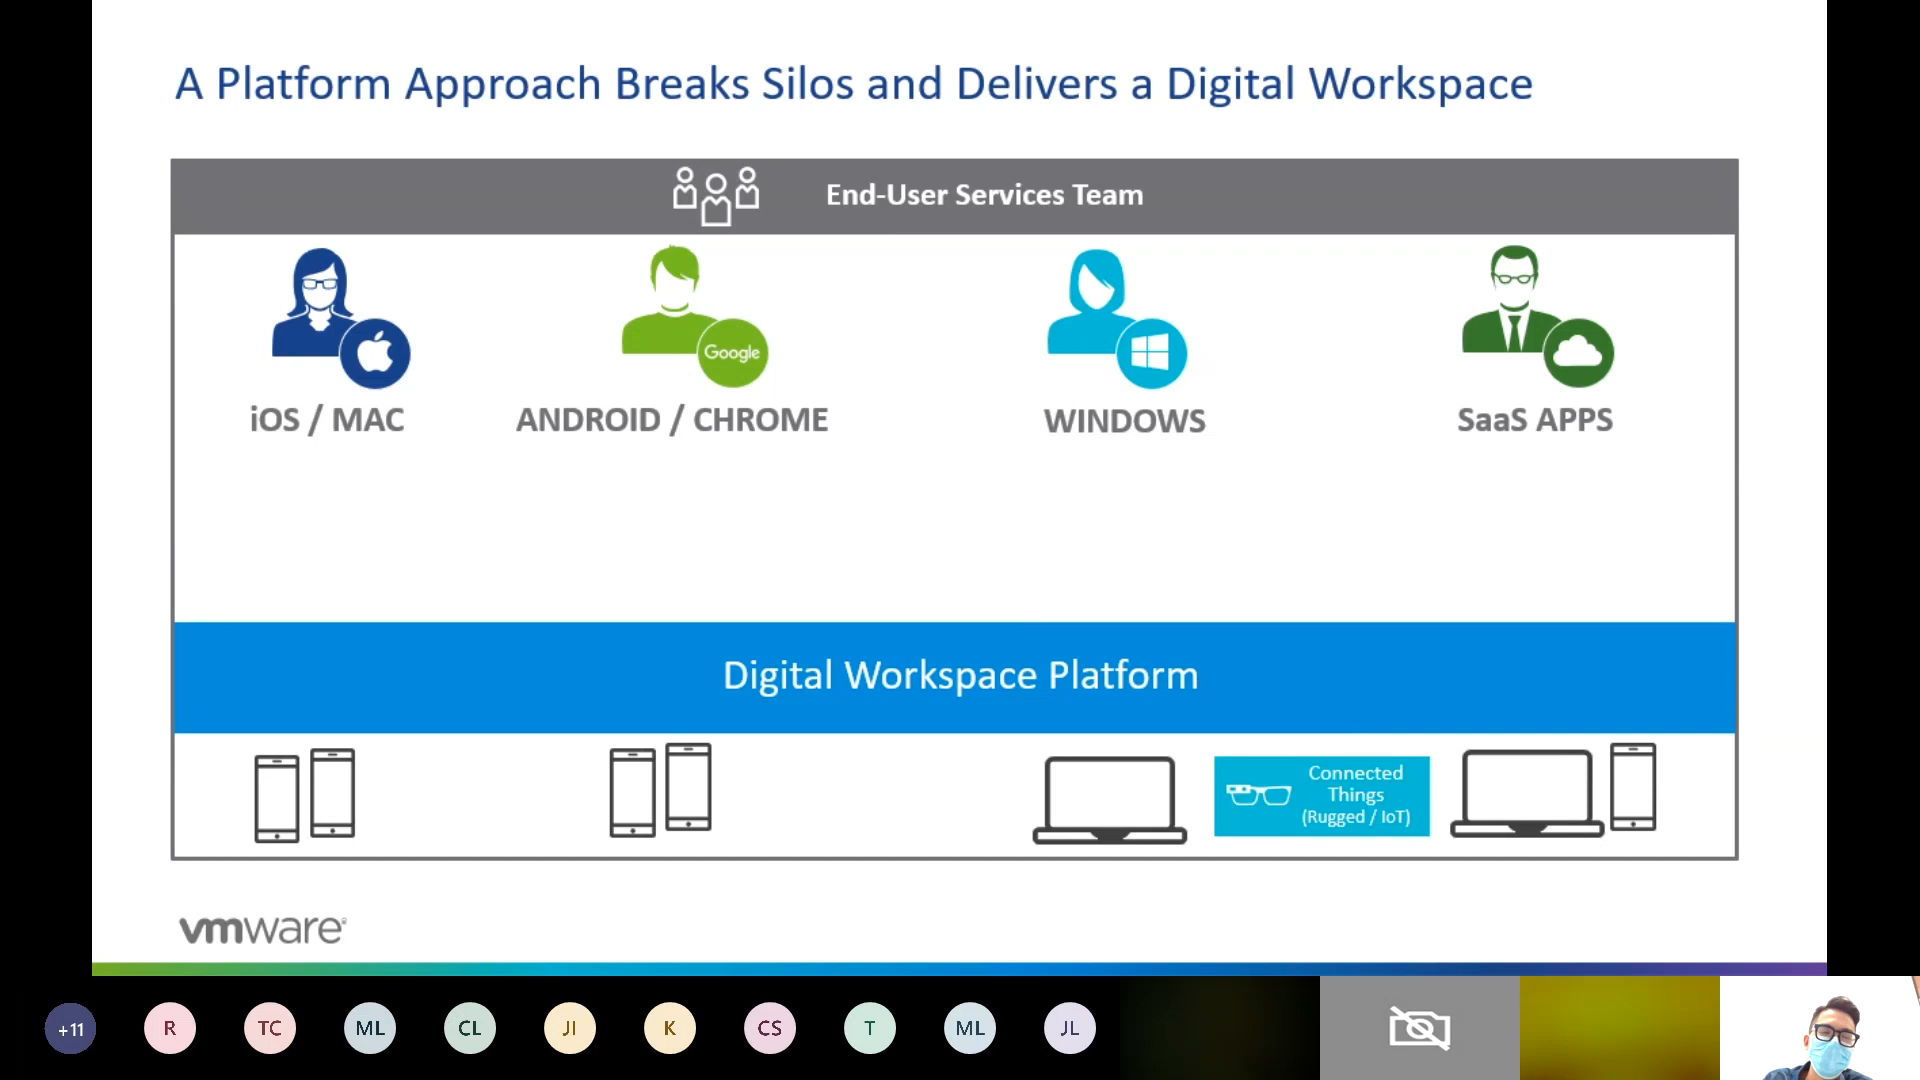 A Platform Approach Breaks Silos and Delivers a Digital Workspace
End-User Services Team
Google
iOS / MAC
ANDROID / CHROME
WINDOWS
SaaS APPS
Digital Workspace Platform
Connected
Things
(Rugged / IoT)
vmware®
+11
R
TC
ML
CL
JI
K
CS
T
ML
JL